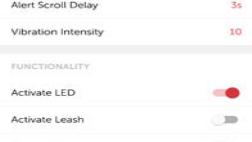 Alert Scroll Delay 3s
Vibration Intensity 10
FUNCTIONALITY
Activate LED
Activate Leash